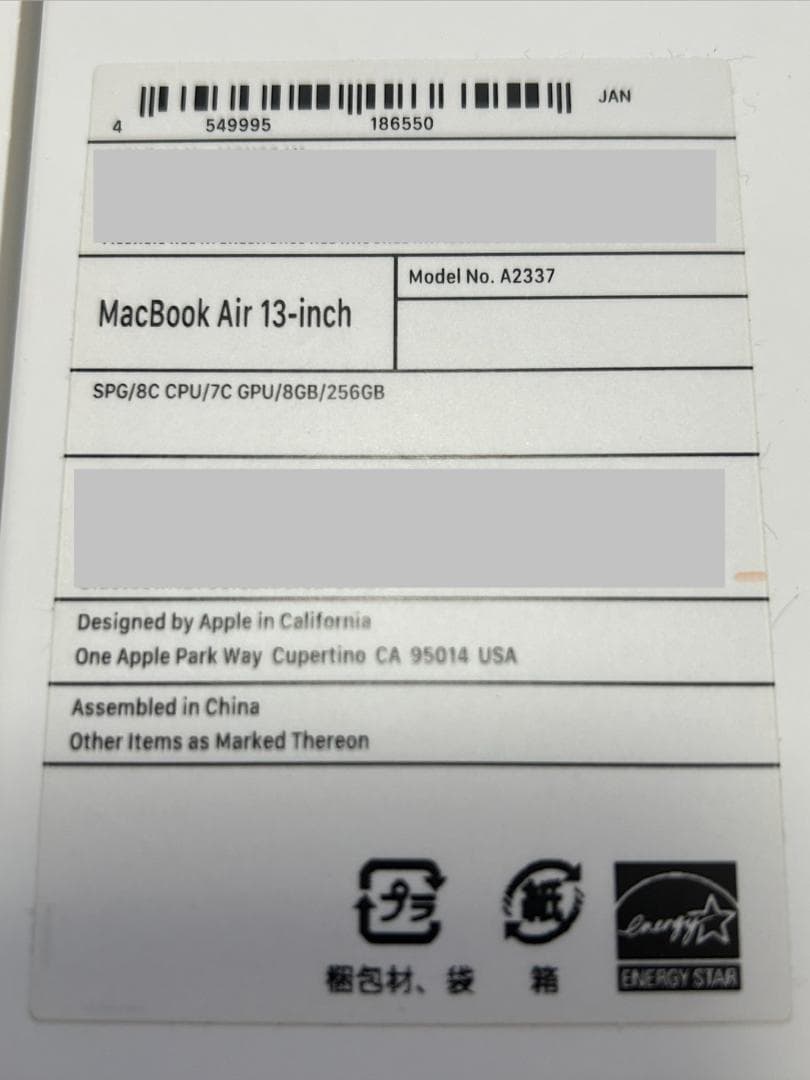 JAN
4 549995 186550
MacBook Air 13-inch
Model No. A2337
SPG/8C CPU/7C GPU/8GB/256GB
Designed by Apple in California
One Apple Park Way Cupertino CA 95014 USA
Assembled in China
Other Items as Marked Thereon
プラ
紙
energy
ENERGY STAR
梱包材、袋
箱